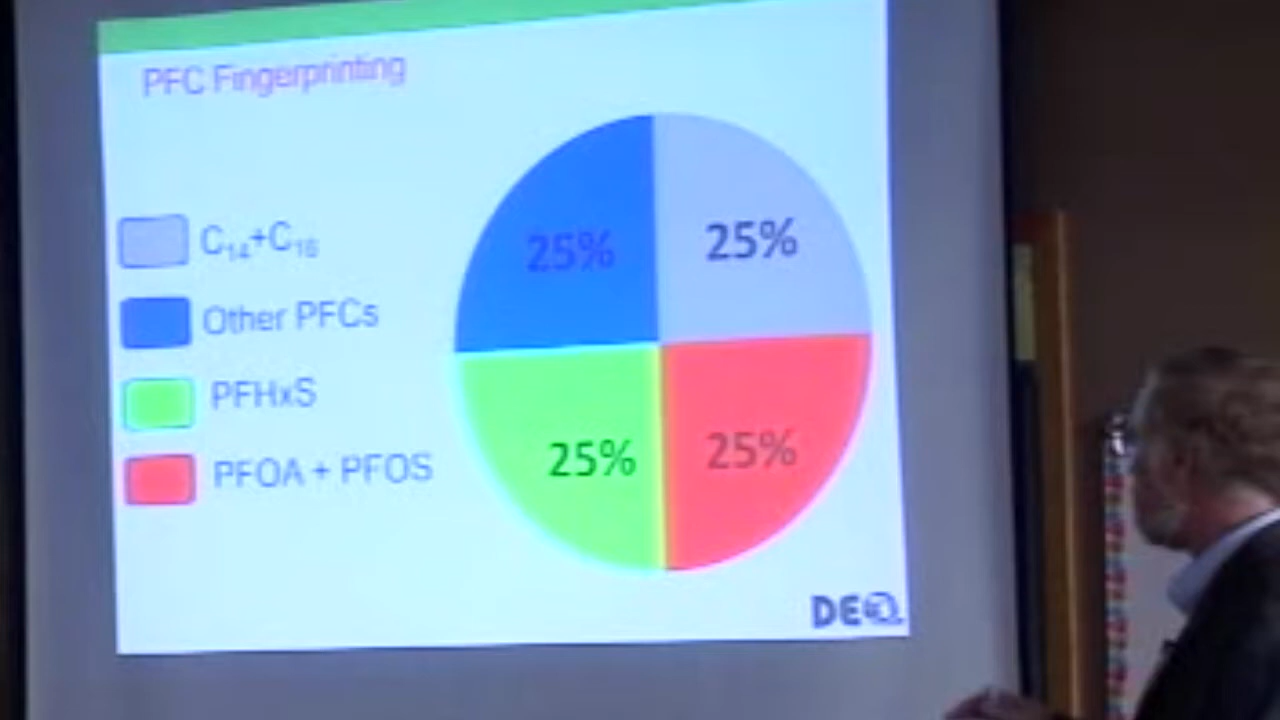 PFC Fingerprinting
C₁₄+C₁₆
Other PFCs
PFHxS
PFOA + PFOS
25%
25%
25%
25%
DEQ